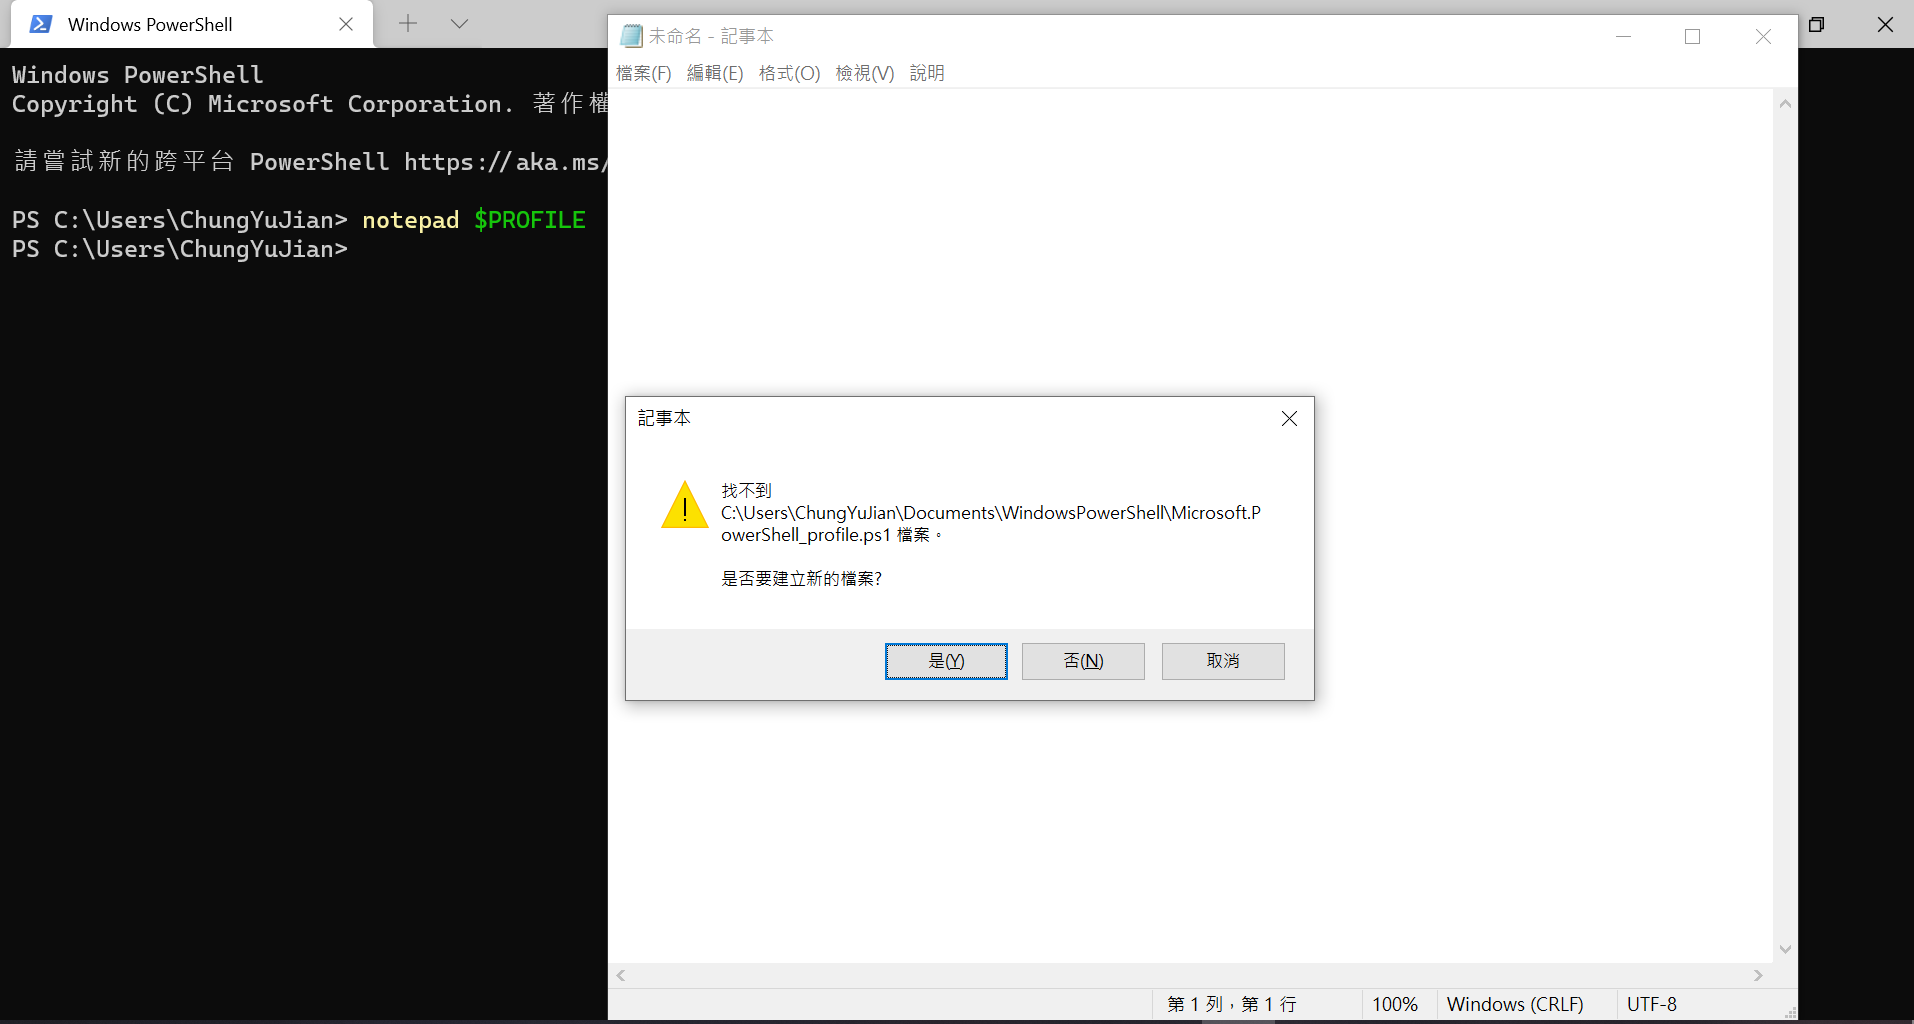 Windows PowerShell
Windows PowerShell
Copyright (C) Microsoft Corporation. 著作權
請嘗試新的跨平台 PowerShell https://aka.ms/
PS C:\Users\ChungYuJian> notepad $PROFILE
PS C:\Users\ChungYuJian>
未命名 - 記事本
檔案(F) 編輯(E) 格式(O) 檢視(V) 說明
記事本
找不到
C:\Users\ChungYuJian\Documents\WindowsPowerShell\Microsoft.P
owerShell_profile.ps1 檔案。
是否要建立新的檔案?
是(Y) 否(N) 取消
第 1 列，第 1 行 100% Windows (CRLF) UTF-8